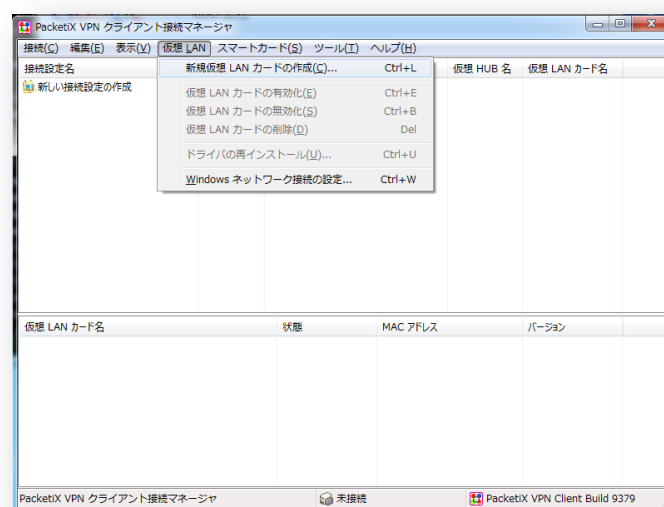 PacketiX VPN クライアント接続マネージャ
接続(C) 編集(E) 表示(V) 仮想 LAN スマートカード(S) ツール(T) ヘルプ(H)
接続設定名 仮想 HUB 名 仮想 LAN カード名
新しい接続設定の作成
新規仮想 LAN カードの作成(C)... Ctrl+L
仮想 LAN カードの有効化(E) Ctrl+E
仮想 LAN カードの無効化(S) Ctrl+B
仮想 LAN カードの削除(D) Del
ドライバの再インストール(U)... Ctrl+U
Windows ネットワーク接続の設定... Ctrl+W
仮想 LAN カード名 状態 MAC アドレス バージョン
PacketiX VPN クライアント接続マネージャ 未接続 PacketiX VPN Client Build 9379